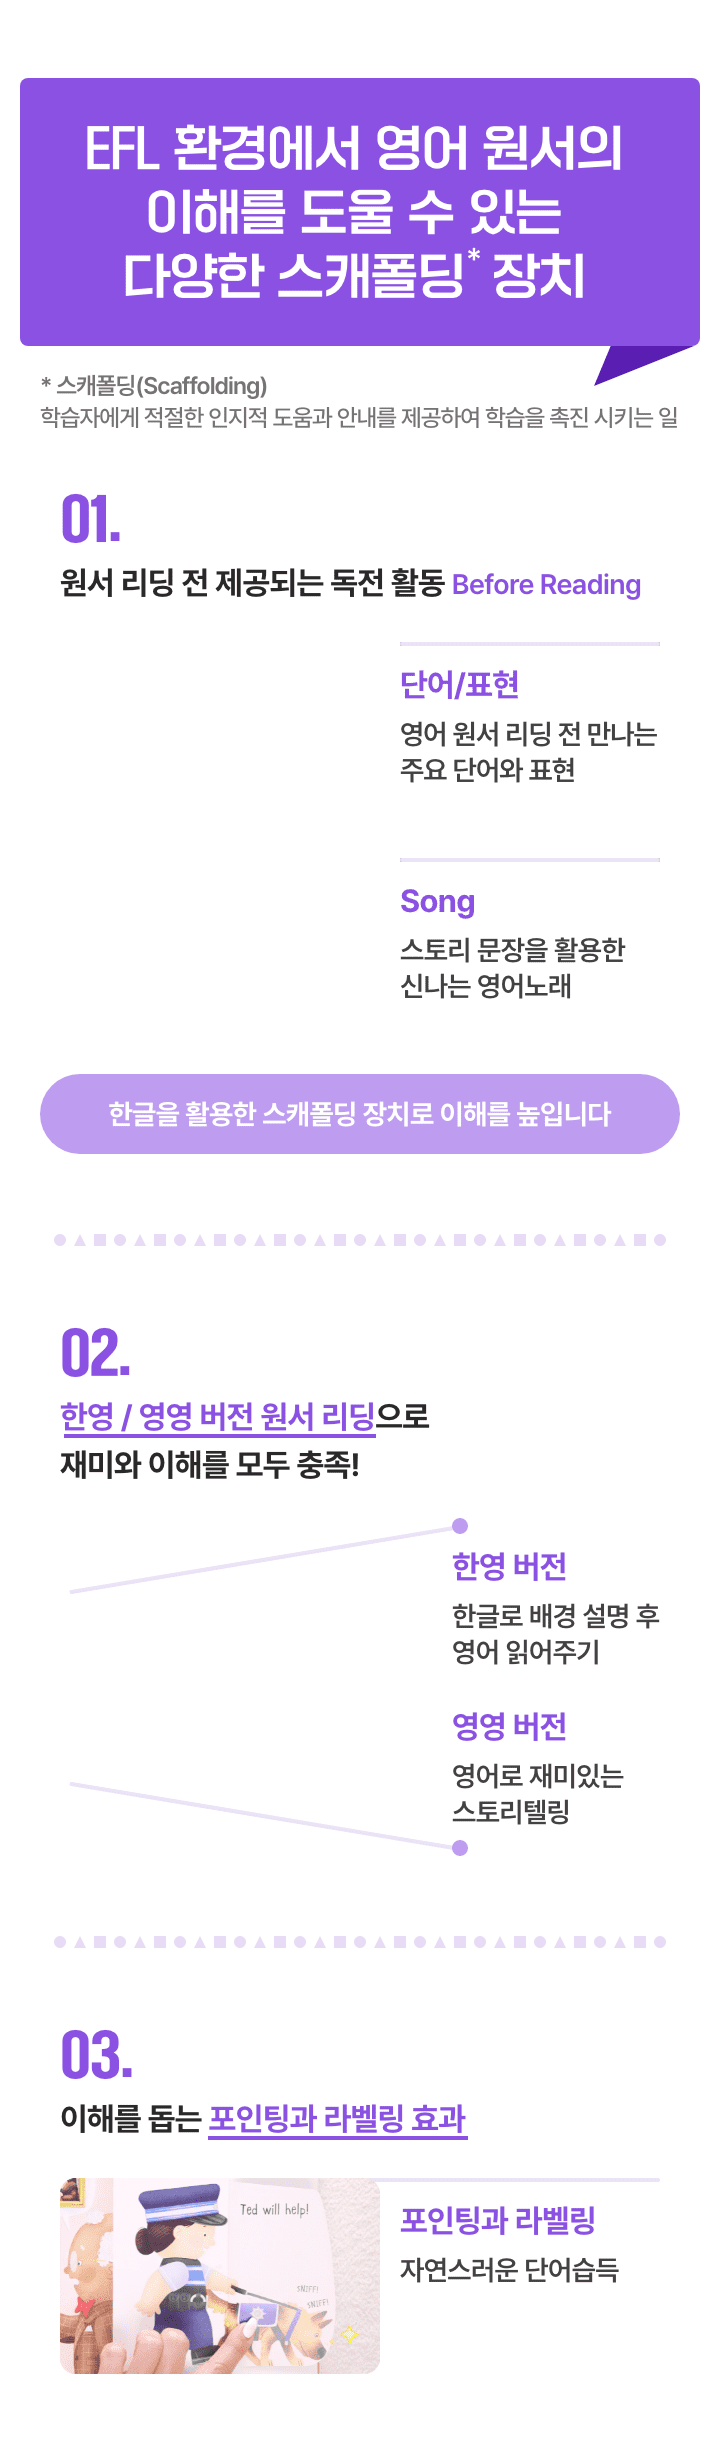 EFL 환경에서 영어 원서의
이해를 도울 수 있는
다양한 스캐폴딩* 장치
* 스캐폴딩(Scaffolding)
학습자에게 적절한 인지적 도움과 안내를 제공하여 학습을 촉진 시키는 일
01.
원서 리딩 전 제공되는 독전 활동 Before Reading
단어/표현
영어 원서 리딩 전 만나는
주요 단어와 표현
Song
스토리 문장을 활용한
신나는 영어노래
한글을 활용한 스캐폴딩 장치로 이해를 높입니다
02.
한영 / 영영 버전 원서 리딩으로
재미와 이해를 모두 충족!
한영 버전
한글로 배경 설명 후
영어 읽어주기
영영 버전
영어로 재미있는
스토리텔링
03.
이해를 돕는 포인팅과 라벨링 효과
Ted will help!
SNIFF!
SNIFF!
포인팅과 라벨링
자연스러운 단어습득